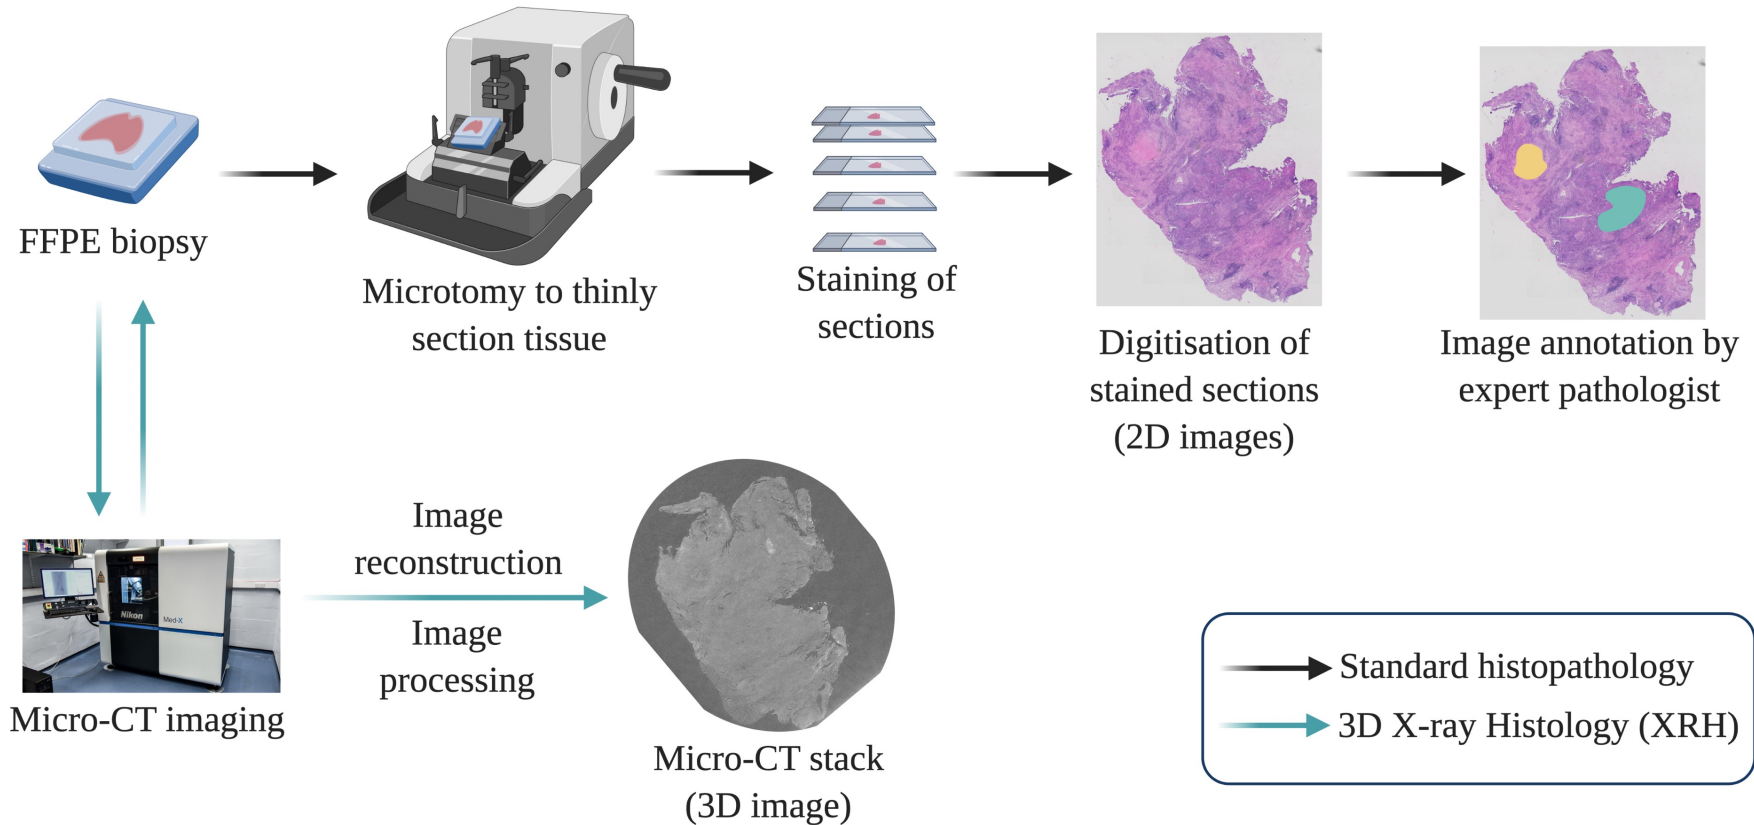 FFPE biopsy
Microtomy to thinly
section tissue
Staining of
sections
Digitisation of
stained sections
(2D images)
Image annotation by
expert pathologist
Nikon
Med-X
Micro-CT imaging
Image
reconstruction
Image
processing
Micro-CT stack
(3D image)
Standard histopathology
3D X-ray Histology (XRH)